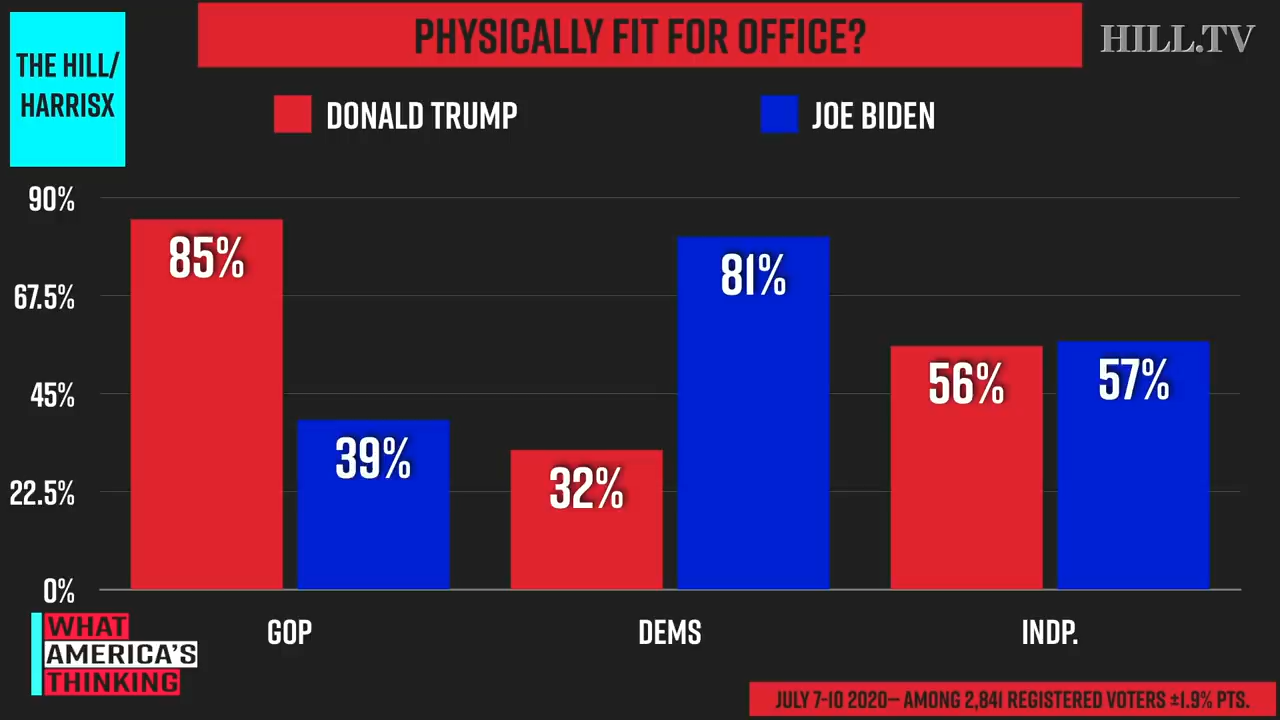 PHYSICALLY FIT FOR OFFICE?
HILL.TV
THE HILL/
HARRISX
DONALD TRUMP
JOE BIDEN
90%
67.5%
45%
22.5%
0%
85%
39%
32%
81%
56%
57%
GOP
DEMS
INDP.
WHAT
AMERICA'S
THINKING
JULY 7-10 2020– AMONG 2,841 REGISTERED VOTERS ±1.9% PTS.